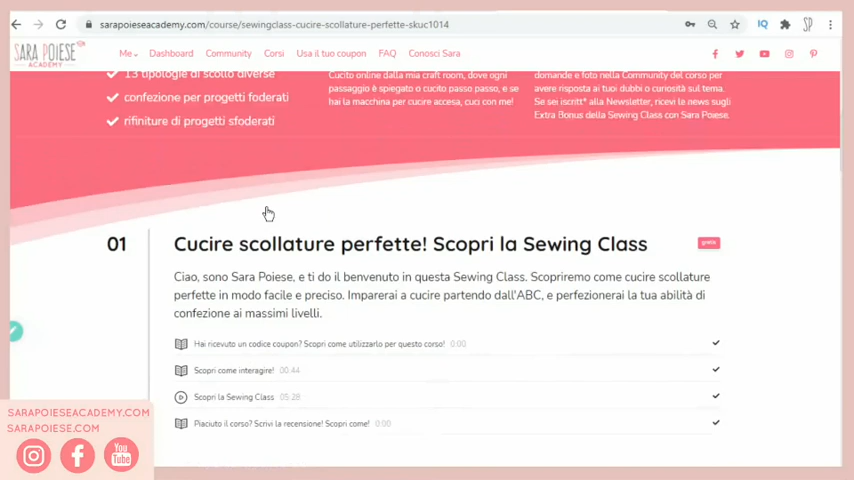 sarapoieseacademy.com/course/sewingclass-cucire-scollature-perfette-skuc1014
IQ
SP
SARA POIESE
ACADEMY
Me
Dashboard
Community
Corsi
Usa il tuo coupon
FAQ
Conosci Sara
13 tipologie di scollo diverse
confezione per progetti foderati
rifiniture di progetti sfoderati
Cucito online dalla mia craft room, dove ogni
passaggio è spiegato o cucito passo passo, e se
hai la macchina per cucire accesa, cuci con me!
domande e foto nella Community del corso per
avere risposta ai tuoi dubbi o curiosità sul tema.
Se sei iscritt* alla Newsletter, ricevi le news sugli
Extra Bonus della Sewing Class con Sara Poiese.
01
Cucire scollature perfette! Scopri la Sewing Class
gratis
Ciao, sono Sara Poiese, e ti do il benvenuto in questa Sewing Class. Scopriremo come cucire scollature
perfette in modo facile e preciso. Imparerai a cucire partendo dall'ABC, e perfezionerai la tua abilità di
confezione ai massimi livelli.
Hai ricevuto un codice coupon? Scopri come utilizzarlo per questo corso! 0:00
Scopri come interagire! 00:44
Scopri la Sewing Class 05:28
Piaciuto il corso? Scrivi la recensione! Scopri come! 0:00
SARAPOIESEACADEMY.COM
SARAPOIESE.COM
You
Tube